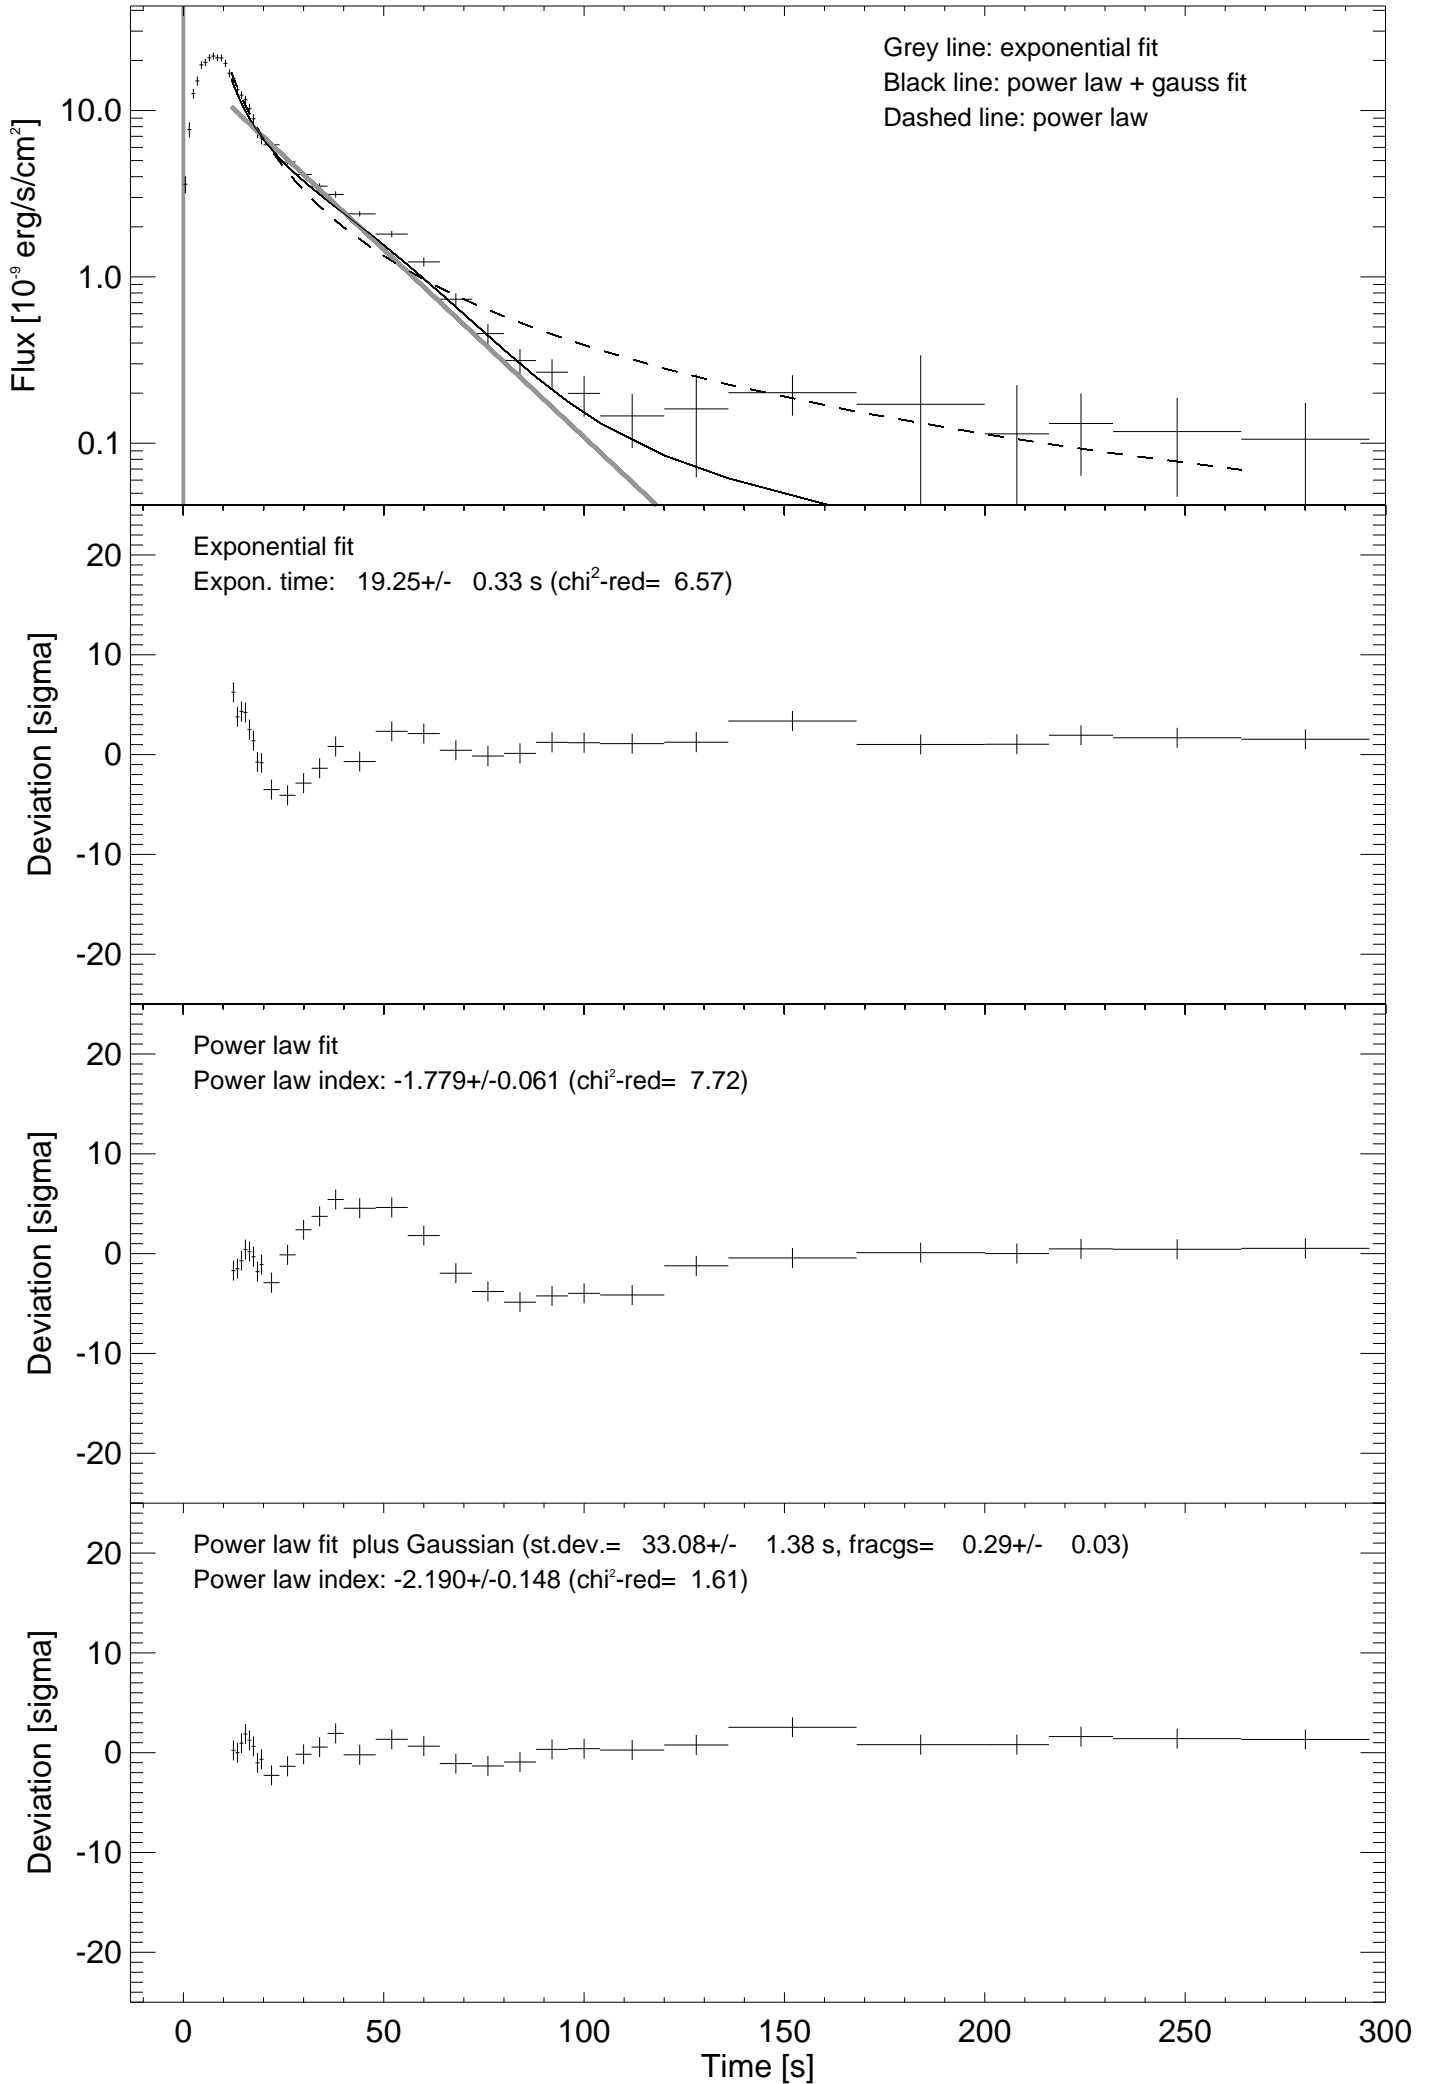 Grey line: exponential fit
Black line: power law + gauss fit
Dashed line: power law
10.0
1.0
0.1
Flux [10⁻⁹ erg/s/cm²]
Exponential fit
Expon. time: 19.25+/- 0.33 s (chi²-red= 6.57)
20
10
0
-10
-20
Deviation [sigma]
Power law fit
Power law index: -1.779+/-0.061 (chi²-red= 7.72)
20
10
0
-10
-20
Deviation [sigma]
Power law fit plus Gaussian (st.dev.= 33.08+/- 1.38 s, fracgs= 0.29+/- 0.03)
Power law index: -2.190+/-0.148 (chi²-red= 1.61)
20
10
0
-10
-20
Deviation [sigma]
0 50 100 150 200 250 300
Time [s]